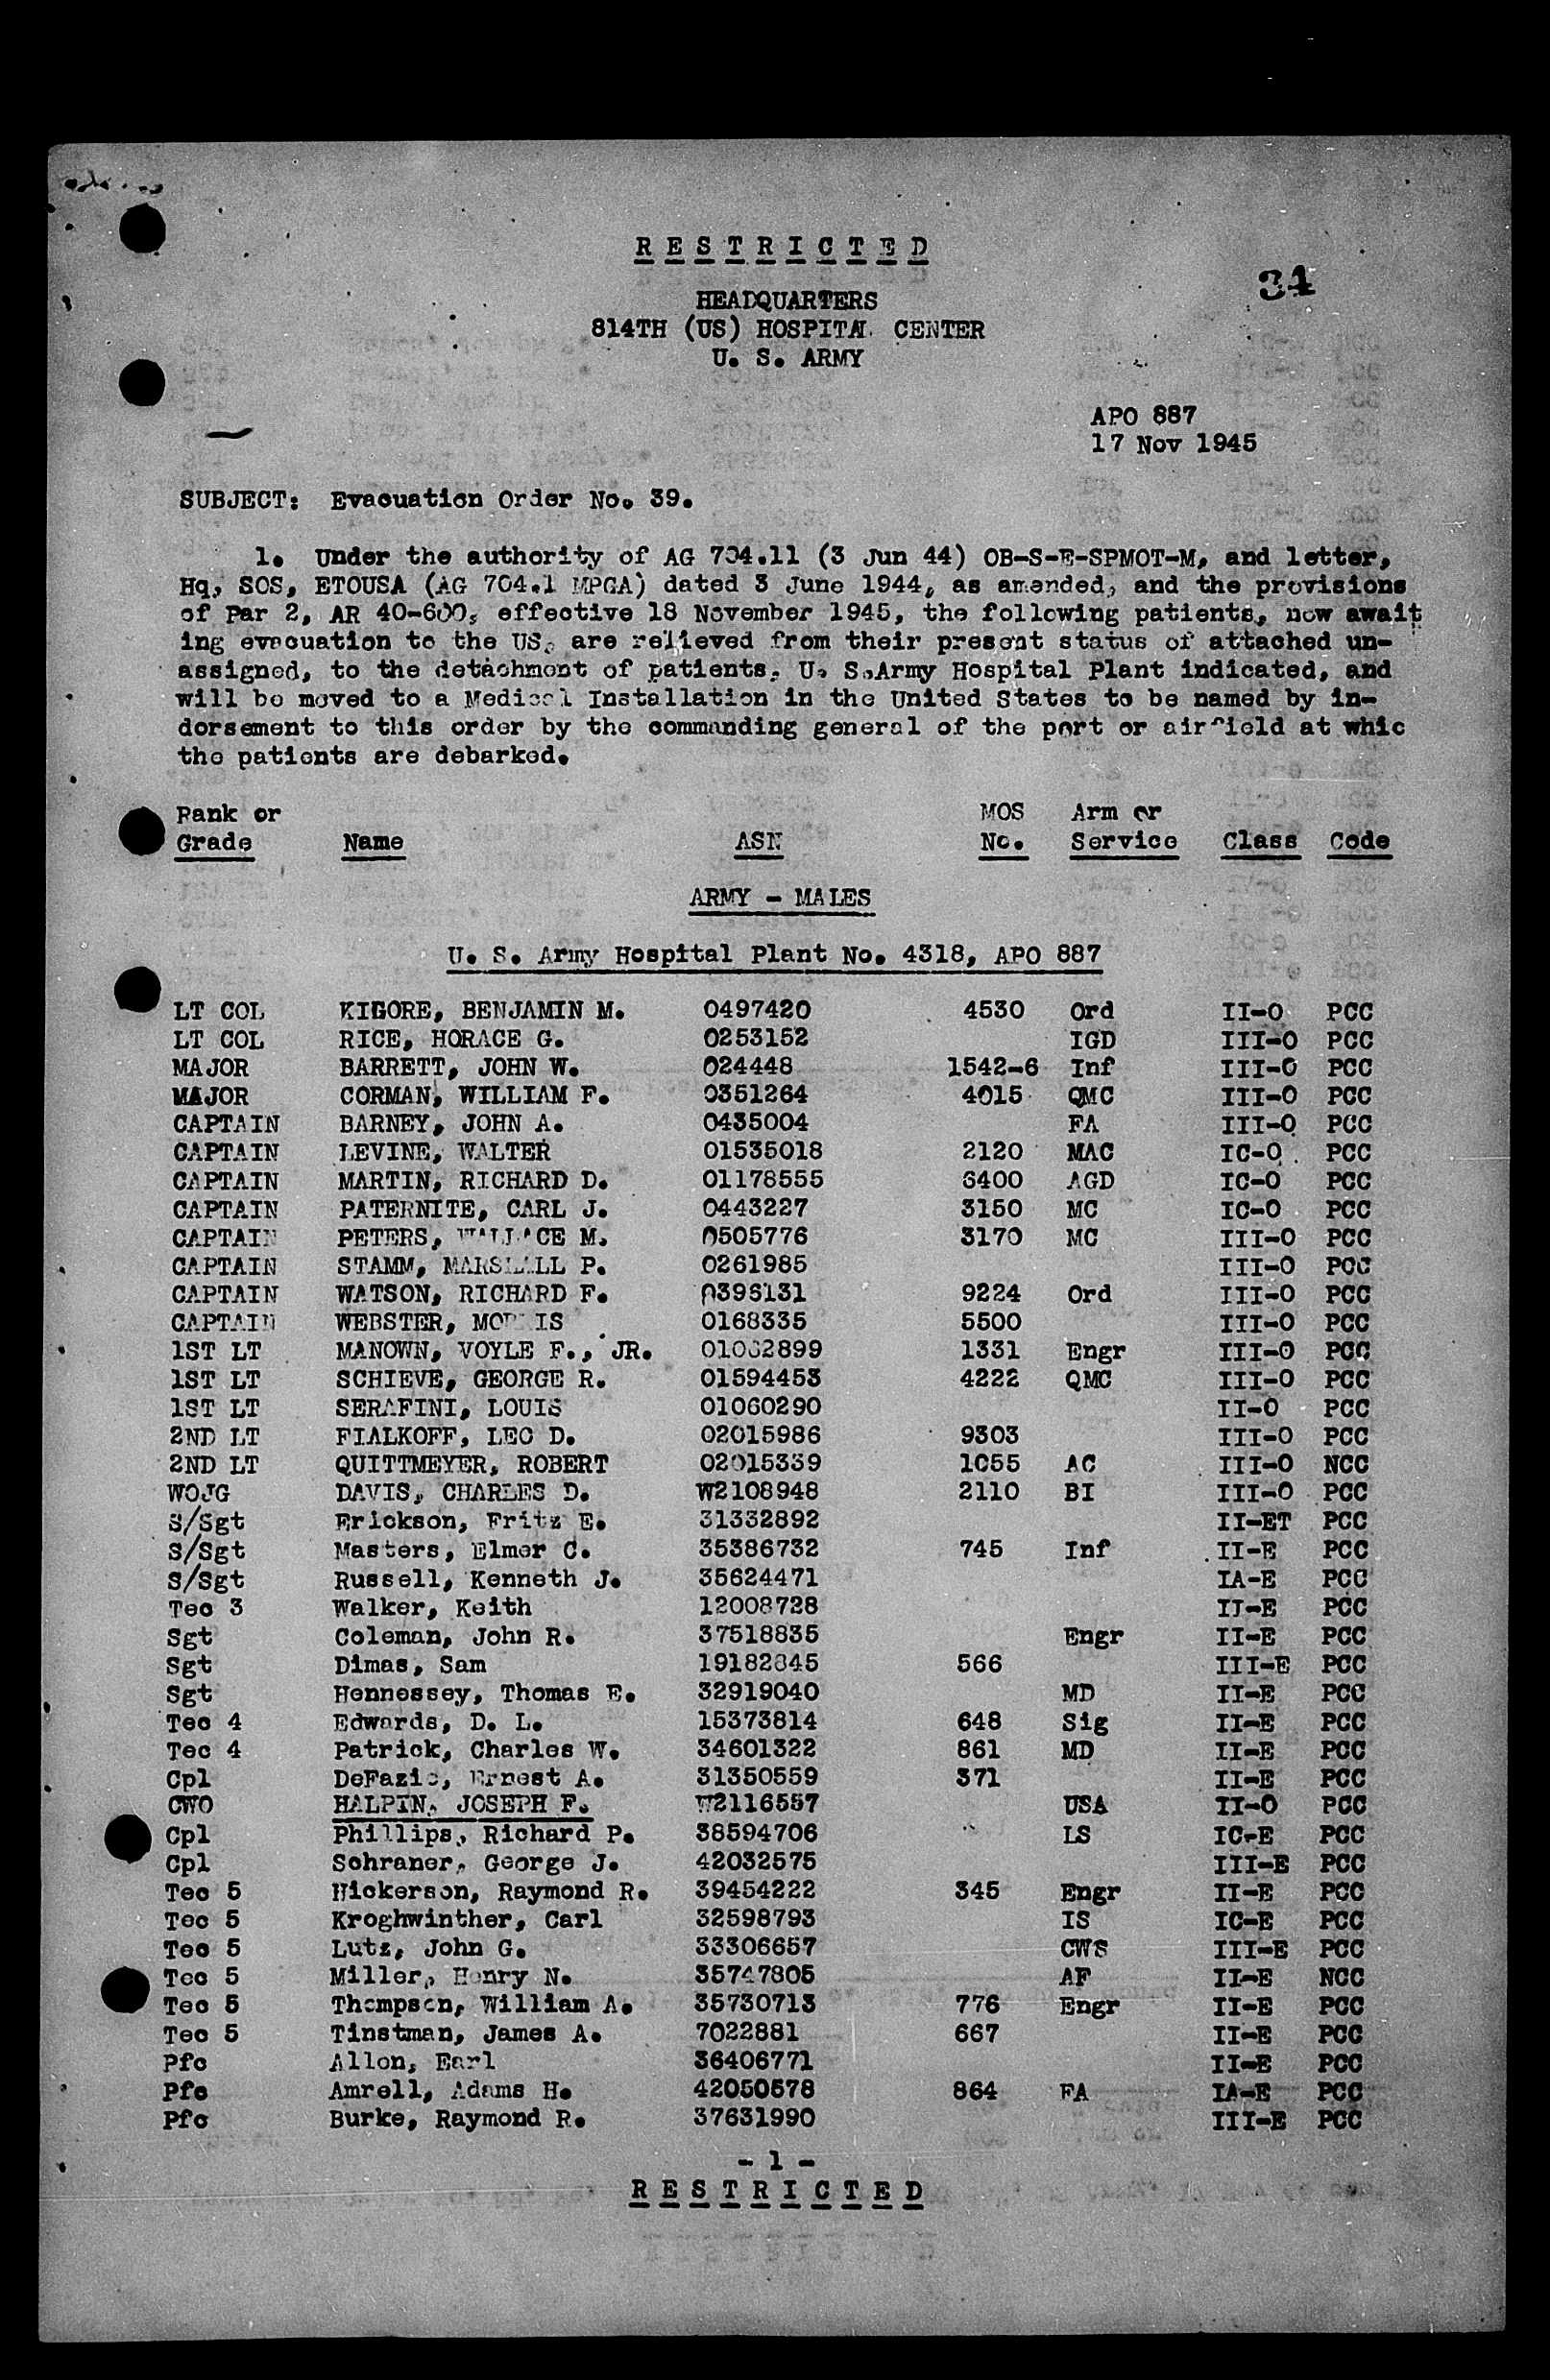 R E S T R I C T E D
34
HEADQUARTERS
814TH (US) HOSPITAL CENTER
U. S. ARMY
APO 887
17 Nov 1945
SUBJECT: Evacuation Order No. 39.
1. Under the authority of AG 704.11 (3 Jun 44) OB-S-E-SPMOT-M, and letter,
Hq, SOS, ETOUSA (AG 704.1 MPGA) dated 3 June 1944, as amended, and the provisions
of Par 2, AR 40-600, effective 18 November 1945, the following patients, now await
ing evacuation to the US, are relieved from their present status of attached un-
assigned, to the detachment of patients, U. S.Army Hospital Plant indicated, and
will be moved to a Medical Installation in the United States to be named by in-
dorsement to this order by the commanding general of the port or airfield at whic
the patients are debarked.
Rank or MOS Arm or
Grade Name ASN No. Service Class Code
ARMY - MALES
U. S. Army Hospital Plant No. 4318, APO 887
LT COL KIGORE, BENJAMIN M. 0497420 4530 Ord II-O PCC
LT COL RICE, HORACE G. 0253152 IGD III-O PCC
MAJOR BARRETT, JOHN W. 024448 1542-6 Inf III-O PCC
MAJOR CORMAN, WILLIAM F. 0351264 4015 QMC III-O PCC
CAPTAIN BARNEY, JOHN A. 0435004 FA III-O PCC
CAPTAIN LEVINE, WALTER 01535018 2120 MAC IC-O PCC
CAPTAIN MARTIN, RICHARD D. 01178555 6400 AGD IC-O PCC
CAPTAIN PATERNITE, CARL J. 0443227 3150 MC IC-O PCC
CAPTAIN PETERS, WALLACE M. 0505776 3170 MC III-O PCC
CAPTAIN STAMM, MARSHALL P. 0261985 III-O PCC
CAPTAIN WATSON, RICHARD F. 0396131 9224 Ord III-O PCC
CAPTAIN WEBSTER, MORRIS 0168335 5500 III-O PCC
1ST LT MANOWN, VOYLE F., JR. 01032899 1331 Engr III-O PCC
1ST LT SCHIEVE, GEORGE R. 01594453 4222 QMC III-O PCC
1ST LT SERAFINI, LOUIS 01060290 II-O PCC
2ND LT FIALKOFF, LEO D. 02015986 9303 III-O PCC
2ND LT QUITTMEYER, ROBERT 02015339 1055 AC III-O NCC
WOJG DAVIS, CHARLES D. W2108948 2110 BI III-O PCC
S/Sgt Erickson, Fritz E. 31332892 II-ET PCC
S/Sgt Masters, Elmer C. 35386732 745 Inf II-E PCC
S/Sgt Russell, Kenneth J. 35624471 IA-E PCC
Tec 3 Walker, Keith 12008728 II-E PCC
Sgt Coleman, John R. 37518835 Engr II-E PCC
Sgt Dimas, Sam 19182845 566 III-E PCC
Sgt Hennessey, Thomas E. 32919040 MD II-E PCC
Tec 4 Edwards, D. L. 15373814 648 Sig II-E PCC
Tec 4 Patrick, Charles W. 34601322 861 MD II-E PCC
Cpl DeFazio, Ernest A. 31350559 371 II-E PCC
CWO HALPIN, JOSEPH F. W2116557 USA II-O PCC
Cpl Phillips, Richard P. 38594706 LS IC-E PCC
Cpl Schraner, George J. 42032575 III-E PCC
Tec 5 Hickerson, Raymond R. 39454222 345 Engr II-E PCC
Tec 5 Kroghwinther, Carl 32598793 IS IC-E PCC
Tec 5 Lutz, John G. 33306657 CWS III-E PCC
Tec 5 Miller, Henry N. 35747805 AF II-E NCC
Tec 5 Thompson, William A. 35730713 776 Engr II-E PCC
Tec 5 Tinstman, James A. 7022881 667 II-E PCC
Pfc Allon, Earl 36406771 II-E PCC
Pfc Amrell, Adams H. 42050578 864 FA IA-E PCC
Pfc Burke, Raymond R. 37631990 III-E PCC
- 1 -
R E S T R I C T E D